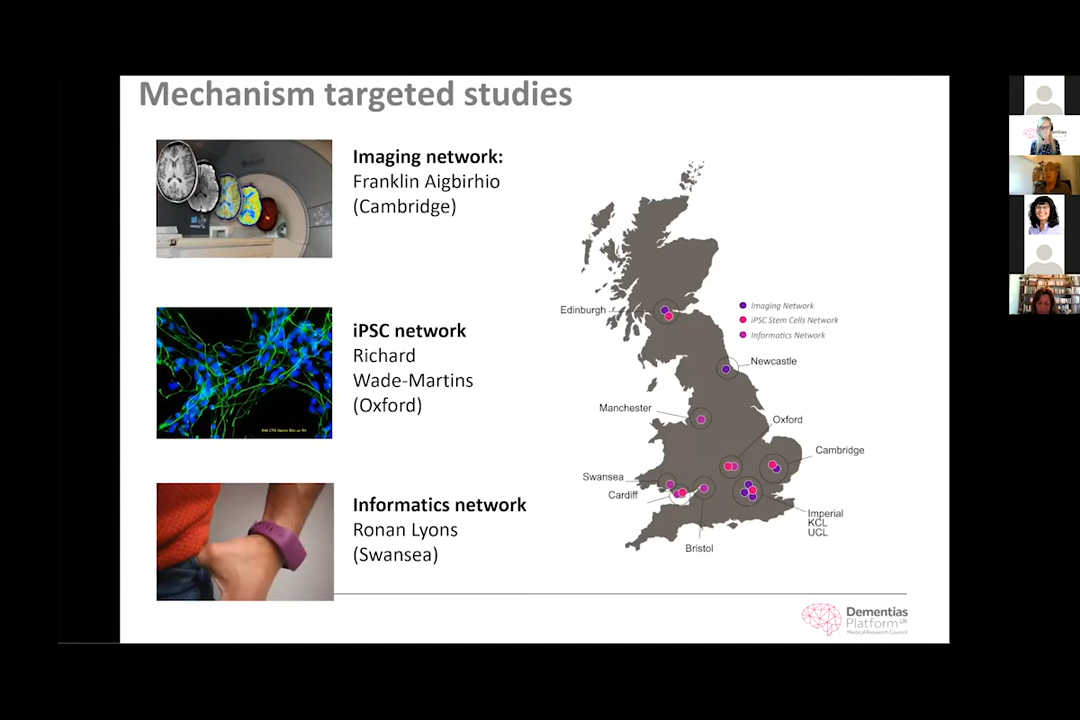 Mechanism targeted studies
Imaging network:
Franklin Aigbirhio
(Cambridge)
iPSC network
Richard
Wade-Martins
(Oxford)
Informatics network
Ronan Lyons
(Swansea)
Edinburgh
Imaging Network
iPSC Stem Cells Network
Informatics Network
Newcastle
Manchester
Oxford
Cambridge
Swansea
Cardiff
Imperial
KCL
UCL
Bristol
Dementias
Platform UK
Medical Research Council